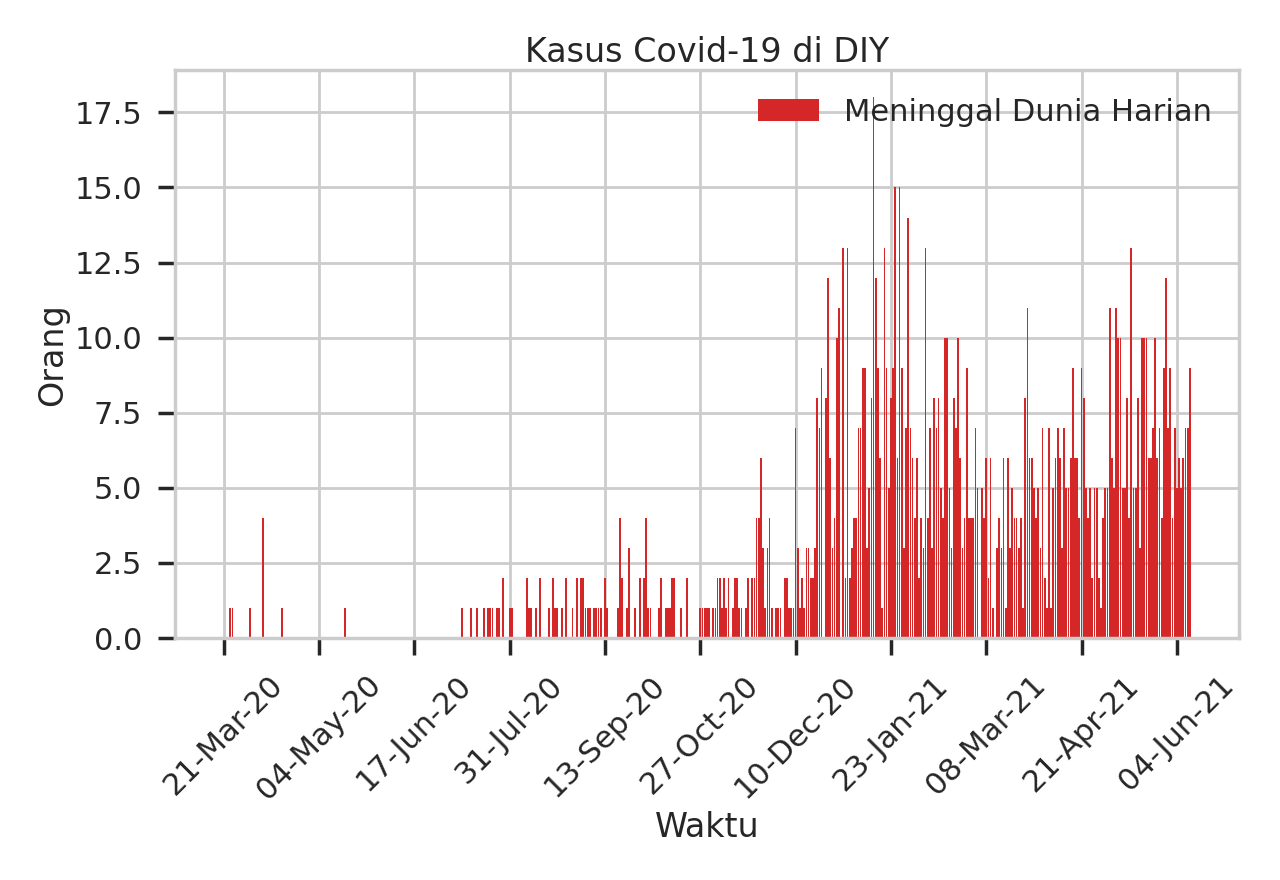 Kasus Covid-19 di DIY
Meninggal Dunia Harian
17.5
15.0
12.5
10.0
7.5
5.0
2.5
0.0
Orang
21-Mar-20
04-May-20
17-Jun-20
31-Jul-20
13-Sep-20
27-Oct-20
10-Dec-20
23-Jan-21
08-Mar-21
21-Apr-21
04-Jun-21
Waktu